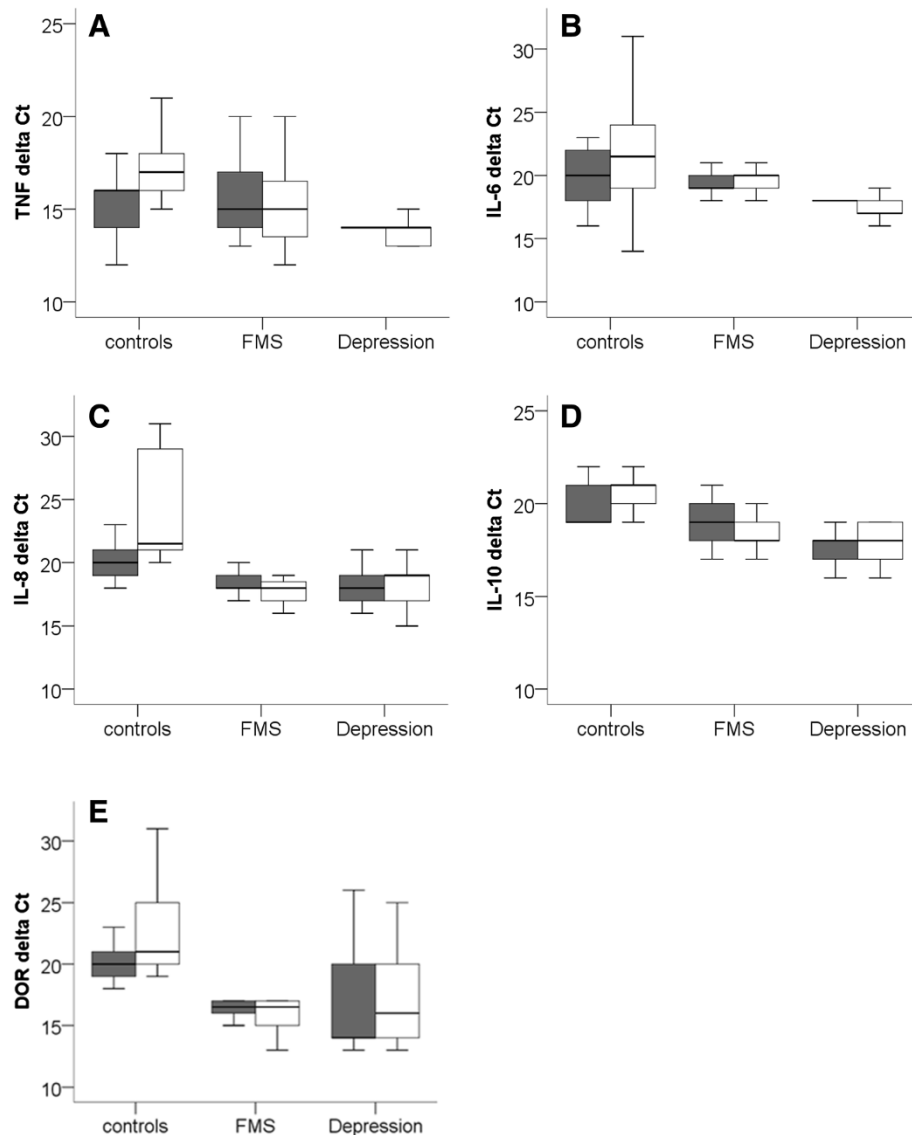 A
TNF delta Ct
25
20
15
10
controls FMS Depression
B
IL-6 delta Ct
30
25
20
15
10
controls FMS Depression
C
IL-8 delta Ct
30
25
20
15
10
controls FMS Depression
D
IL-10 delta Ct
25
20
15
10
controls FMS Depression
E
DOR delta Ct
30
25
20
15
10
controls FMS Depression